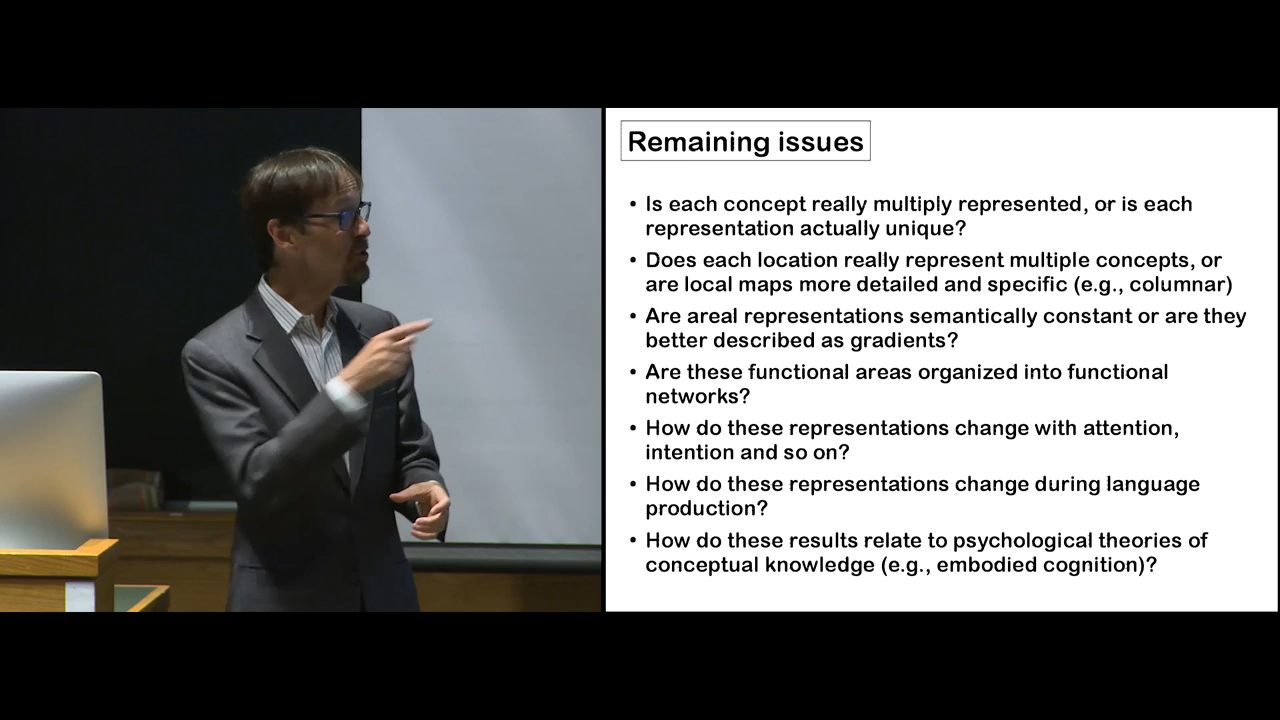 Remaining issues
• Is each concept really multiply represented, or is each
representation actually unique?
• Does each location really represent multiple concepts, or
are local maps more detailed and specific (e.g., columnar)
• Are areal representations semantically constant or are they
better described as gradients?
• Are these functional areas organized into functional
networks?
• How do these representations change with attention,
intention and so on?
• How do these representations change during language
production?
• How do these results relate to psychological theories of
conceptual knowledge (e.g., embodied cognition)?